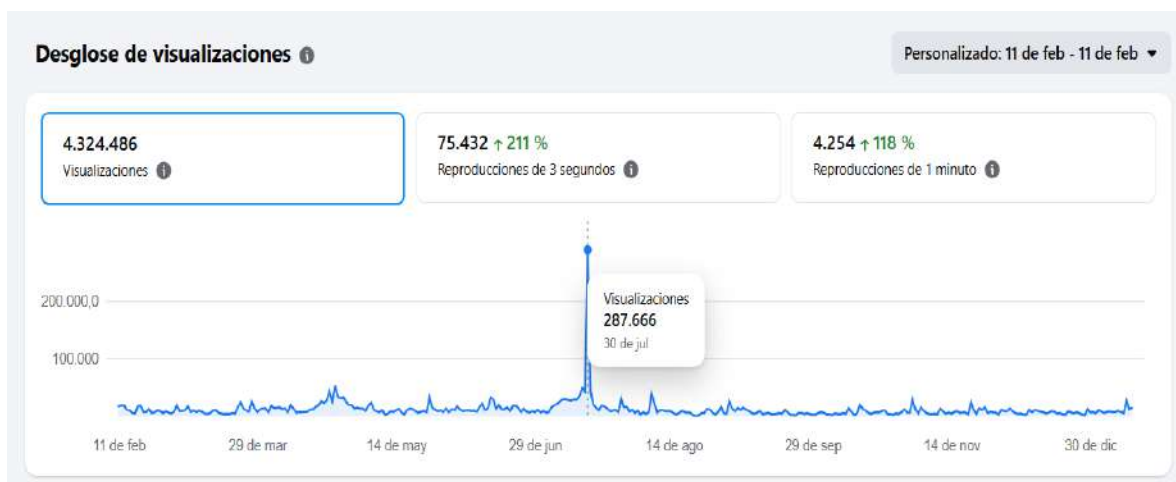 Desglose de visualizaciones
Personalizado: 11 de feb - 11 de feb
4.324.486
Visualizaciones
75.432 ↑ 211 %
Reproducciones de 3 segundos
4.254 ↑ 118 %
Reproducciones de 1 minuto
200.000,0
100.000
Visualizaciones
287.666
30 de jul
11 de feb
29 de mar
14 de may
29 de jun
14 de ago
29 de sep
14 de nov
30 de dic